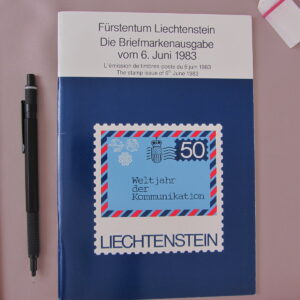 Fürstentum Liechtenstein
Die Briefmarkenausgabe
vom 6. Juni 1983
L'émission de timbres-poste du 6 juin 1983
The stamp issue of 6th June 1983
50
Weltjahr
der
Kommunikation
LIECHTENSTEIN